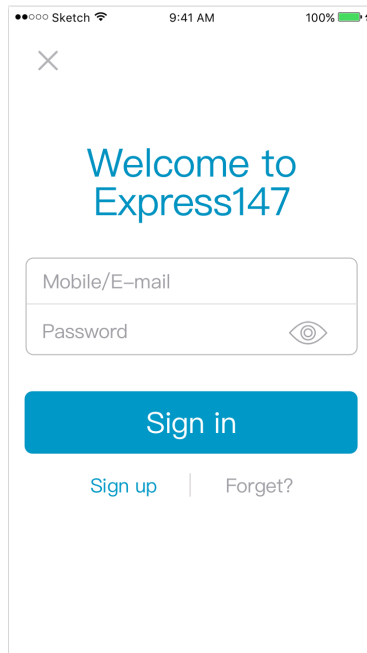 Sketch 9:41 AM 100%
Welcome to
Express147
Mobile/E-mail
Password
Sign in
Sign up Forget?